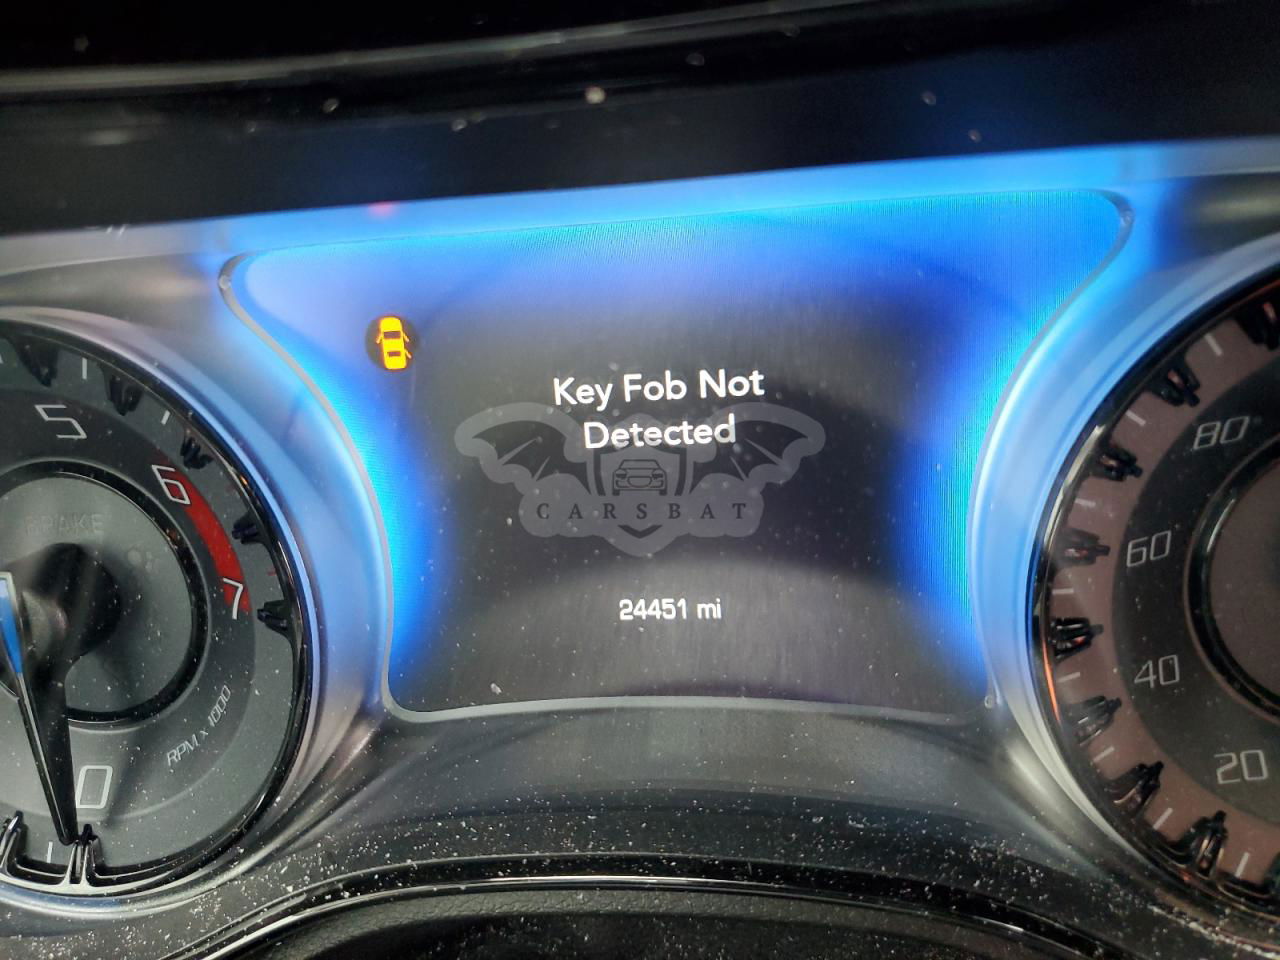 Key Fob Not
Detected
CARSBAT
24451 mi
5
6
7
BRAKE
RPM x 1000
0
80
60
40
20